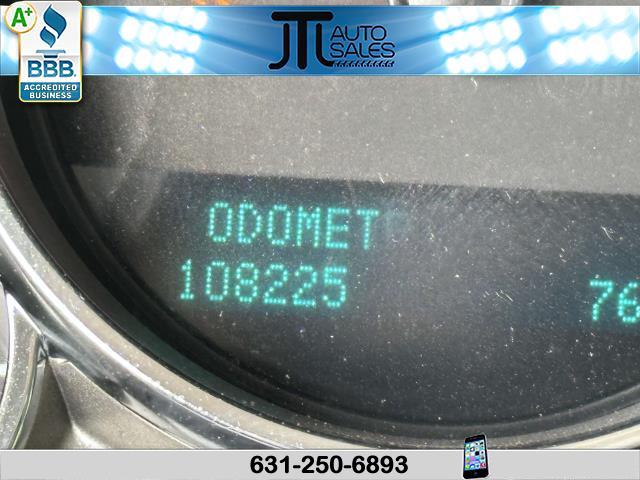 A+
BBB.
ACCREDITED
BUSINESS
JTL AUTO
SALES
ODOMET
108225
76
631-250-6893